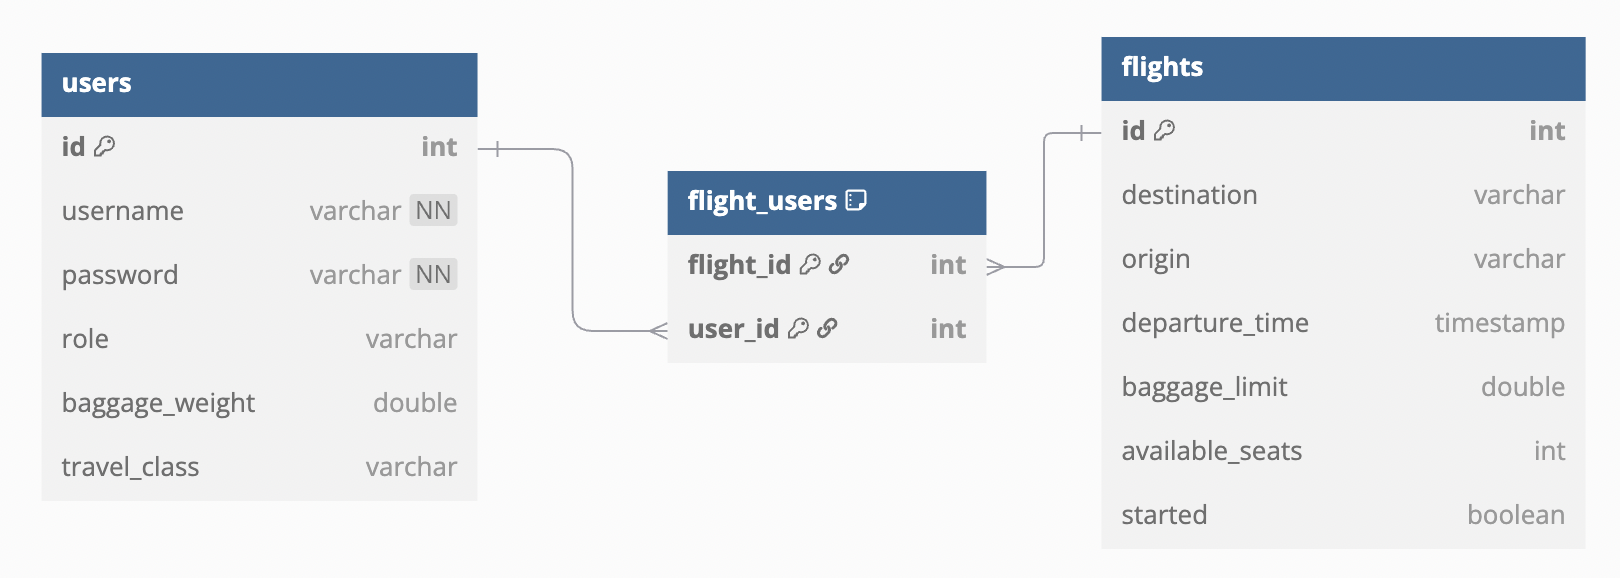 users
id int
username varchar NN
password varchar NN
role varchar
baggage_weight double
travel_class varchar
flight_users
flight_id int
user_id int
flights
id int
destination varchar
origin varchar
departure_time timestamp
baggage_limit double
available_seats int
started boolean